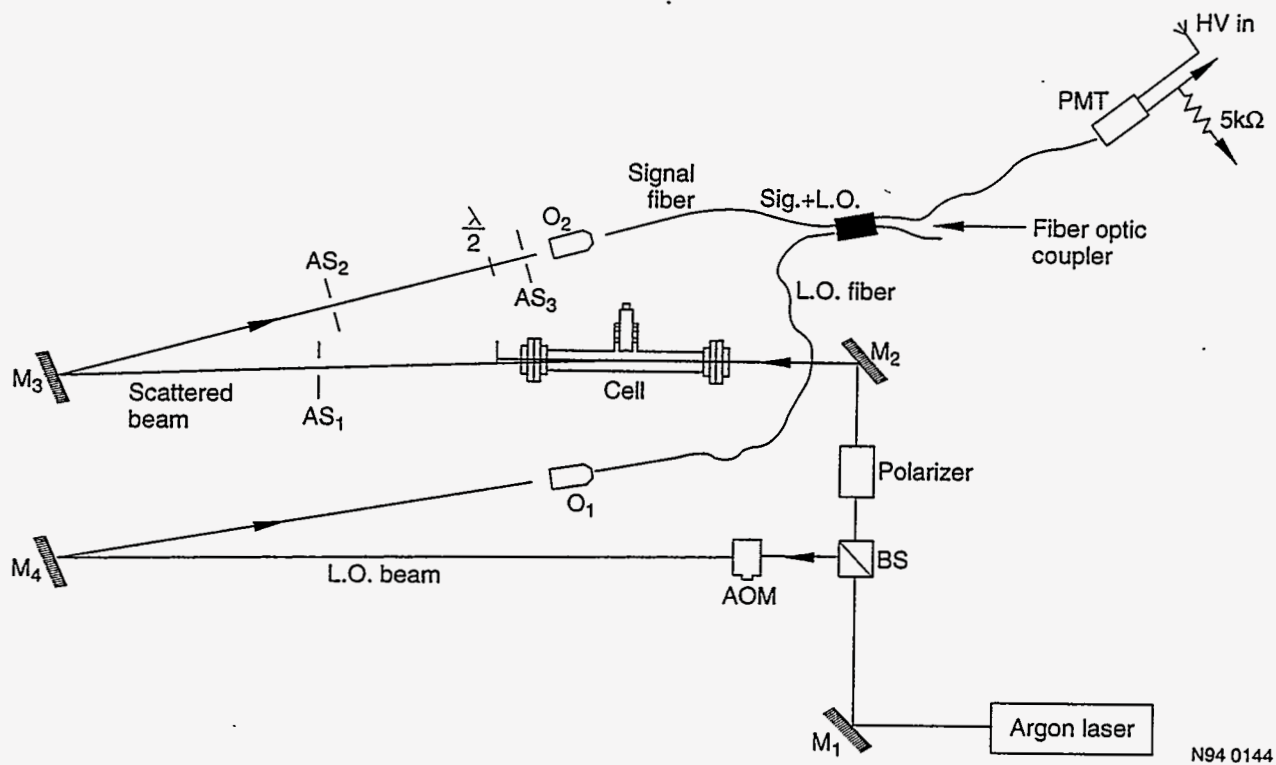 HV in
PMT
5kΩ
Signal
fiber
Sig.+L.O.
O₂
λ/2
Fiber optic
coupler
AS₂
AS₃
L.O. fiber
M₂
M₃
Scattered
beam
AS₁
Cell
Polarizer
O₁
BS
M₄
L.O. beam
AOM
M₁
Argon laser
N94 0144